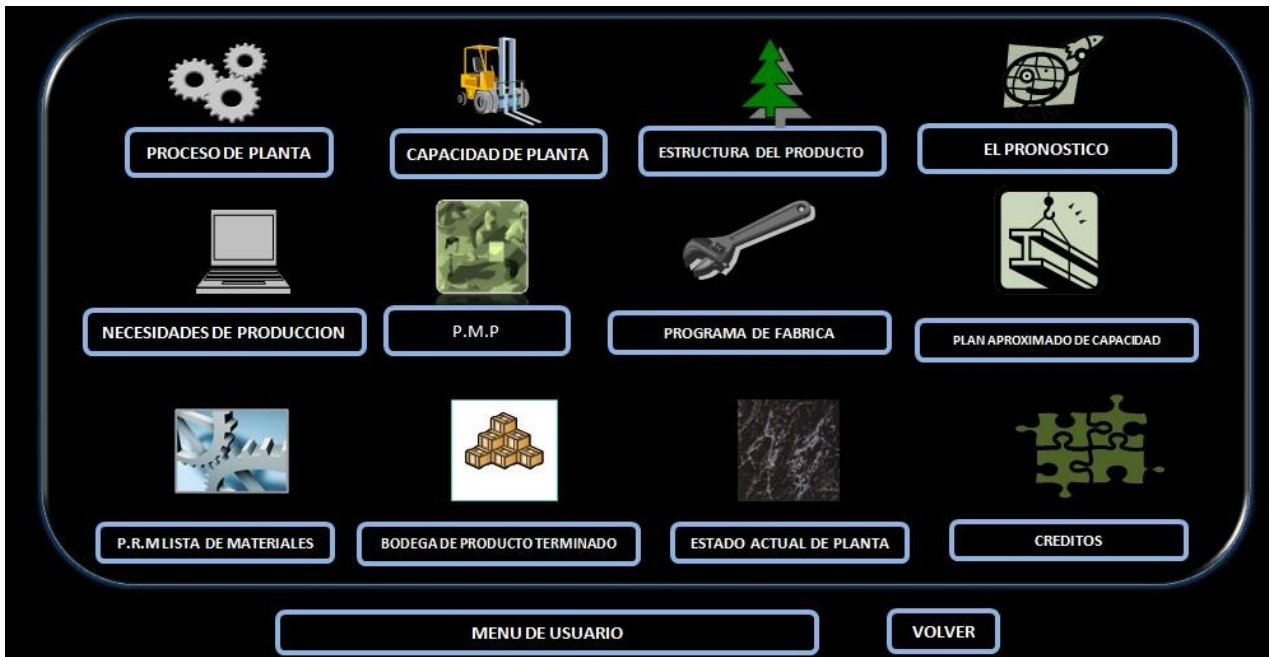 PROCESO DE PLANTA
CAPACIDAD DE PLANTA
ESTRUCTURA DEL PRODUCTO
EL PRONOSTICO
NECESIDADES DE PRODUCCION
P.M.P
PROGRAMA DE FABRICA
PLAN APROXIMADO DE CAPACIDAD
P.R.M LISTA DE MATERIALES
BODEGA DE PRODUCTO TERMINADO
ESTADO ACTUAL DE PLANTA
CREDITOS
MENU DE USUARIO
VOLVER